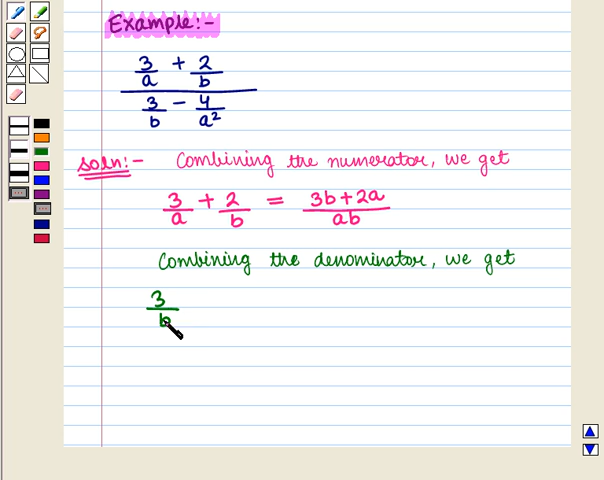 Example:-
3/a + 2/b
3/b - 4/a²
Soln:- Combining the numerator, we get
3/a + 2/b = 3b+2a/ab
Combining the denominator, we get
3/b